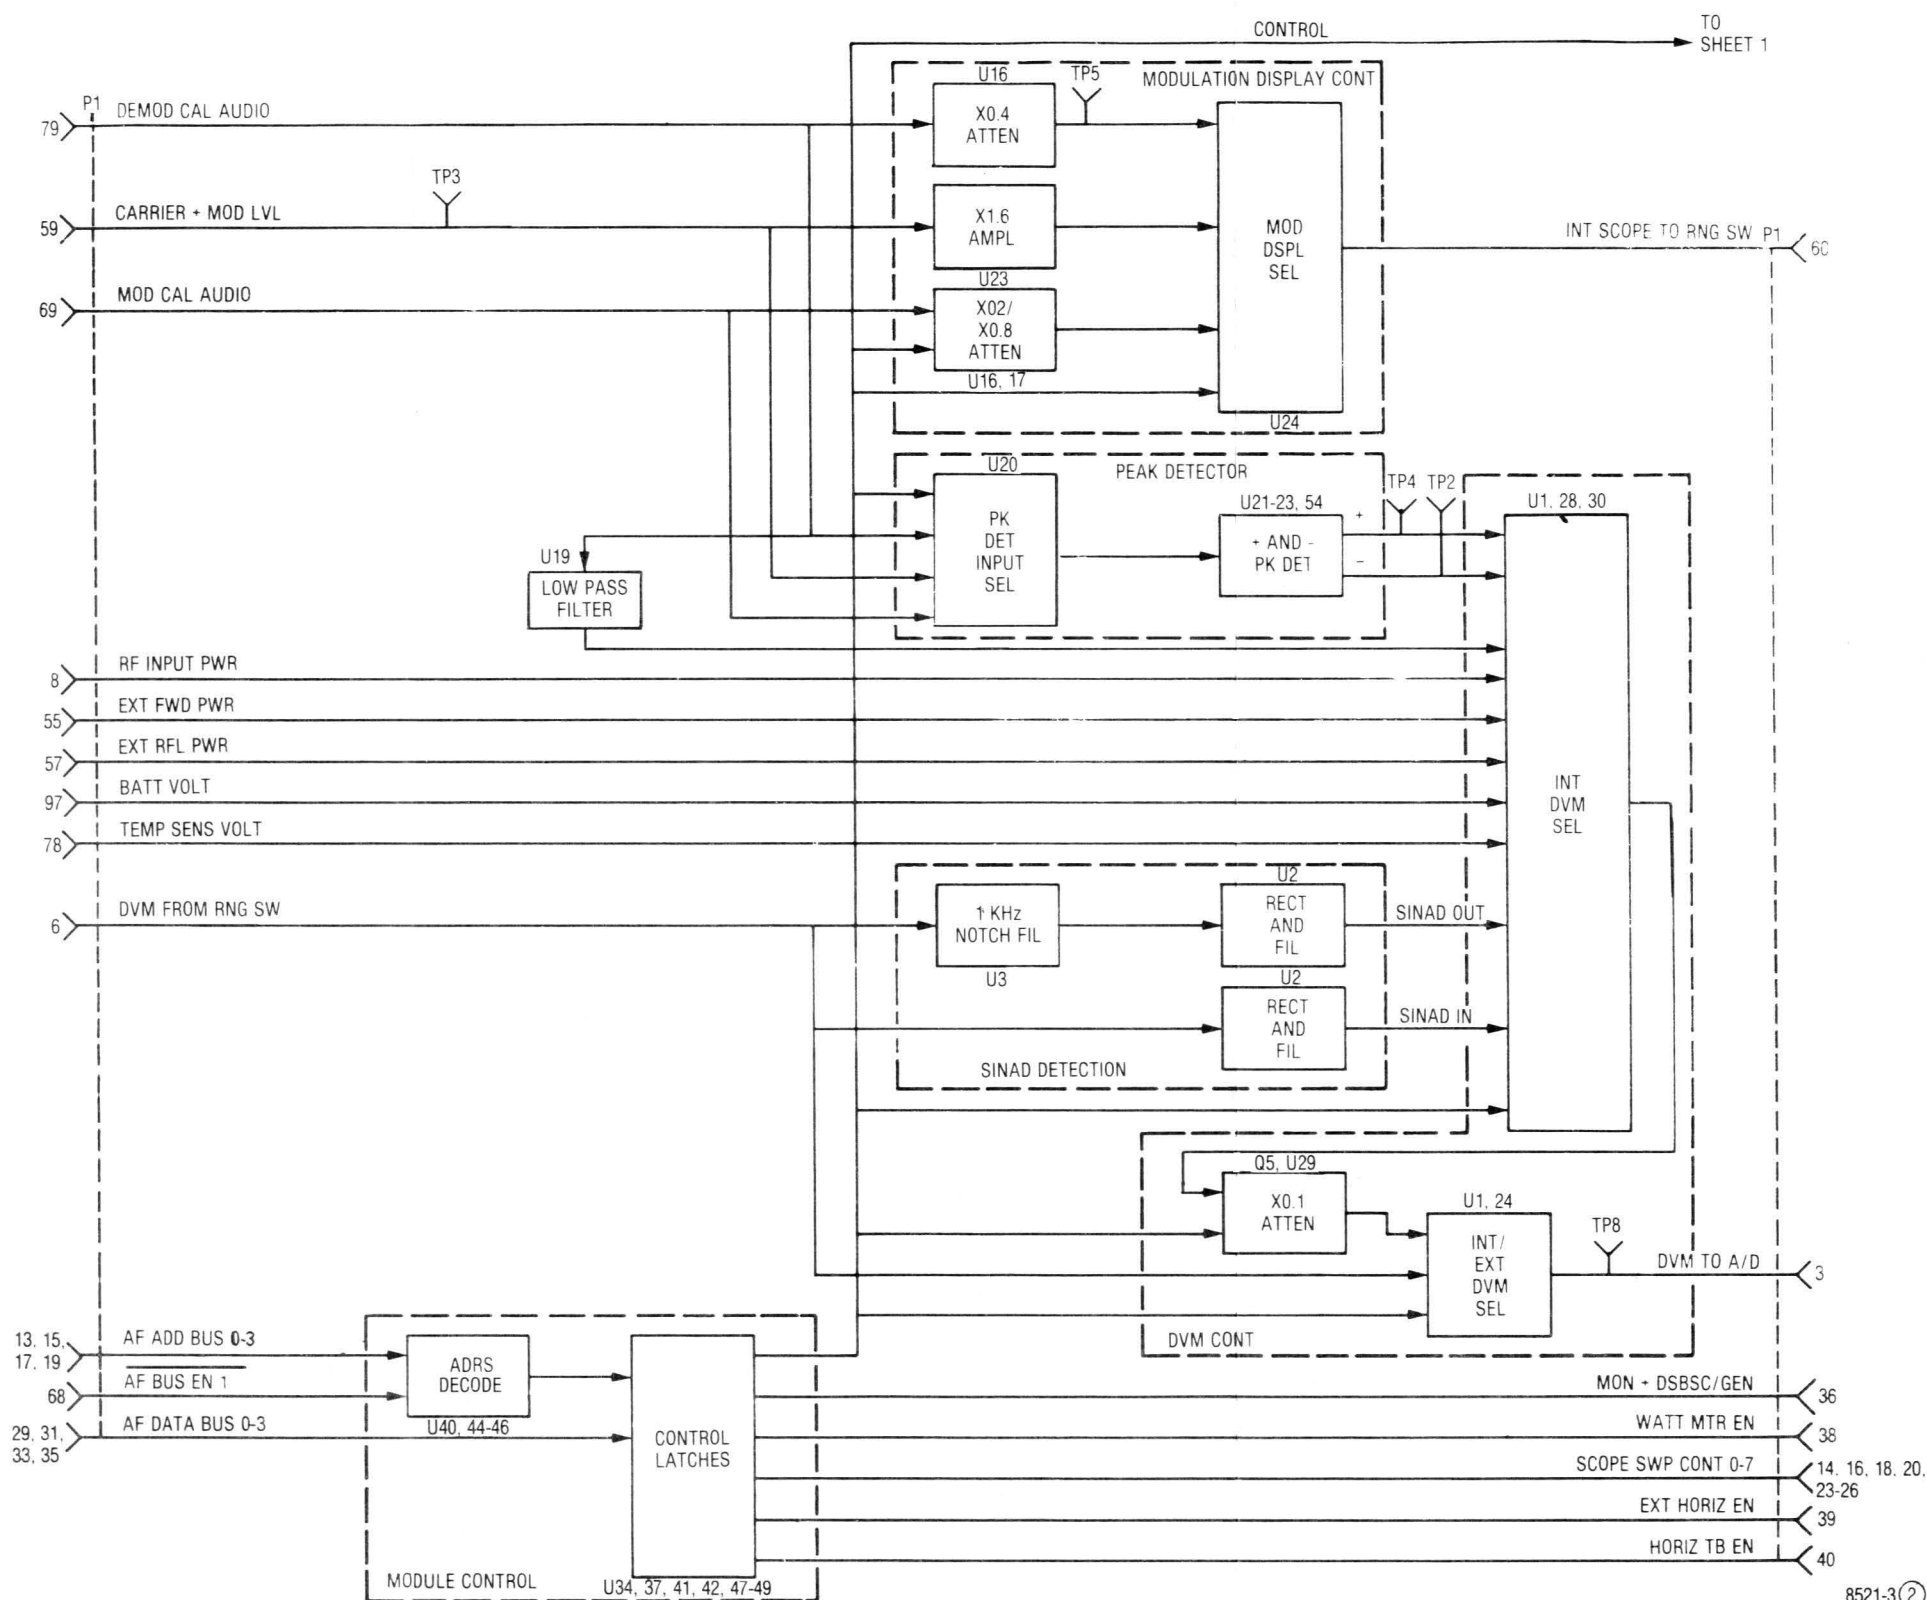 CONTROL
TO
SHEET 1
P1
79
DEMOD CAL AUDIO
U16
X0.4
ATTEN
TP5
MODULATION DISPLAY CONT
TP3
59
CARRIER + MOD LVL
X1.6
AMPL
U23
MOD
DSPL
SEL
INT SCOPE TO RNG SW
P1
60
69
MOD CAL AUDIO
X02/
X0.8
ATTEN
U16, 17
U24
U20
PEAK DETECTOR
PK
DET
INPUT
SEL
U21-23, 54
+ AND -
PK DET
+
-
TP4
TP2
U1, 28, 30
U19
LOW PASS
FILTER
8
RF INPUT PWR
55
EXT FWD PWR
57
EXT RFL PWR
97
BATT VOLT
78
TEMP SENS VOLT
INT
DVM
SEL
6
DVM FROM RNG SW
1 KHz
NOTCH FIL
U3
U2
RECT
AND
FIL
SINAD OUT
U2
RECT
AND
FIL
SINAD IN
SINAD DETECTION
Q5, U29
X0.1
ATTEN
U1, 24
INT/
EXT
DVM
SEL
TP8
DVM TO A/D
3
DVM CONT
13, 15,
17, 19
AF ADD BUS 0-3
68
AF BUS EN 1
29, 31,
33, 35
AF DATA BUS 0-3
ADRS
DECODE
U40, 44-46
CONTROL
LATCHES
MODULE CONTROL
U34, 37, 41, 42, 47-49
MON + DSBSC/GEN
36
WATT MTR EN
38
SCOPE SWP CONT 0-7
14, 16, 18, 20,
23-26
EXT HORIZ EN
39
HORIZ TB EN
40
8521-3(2)